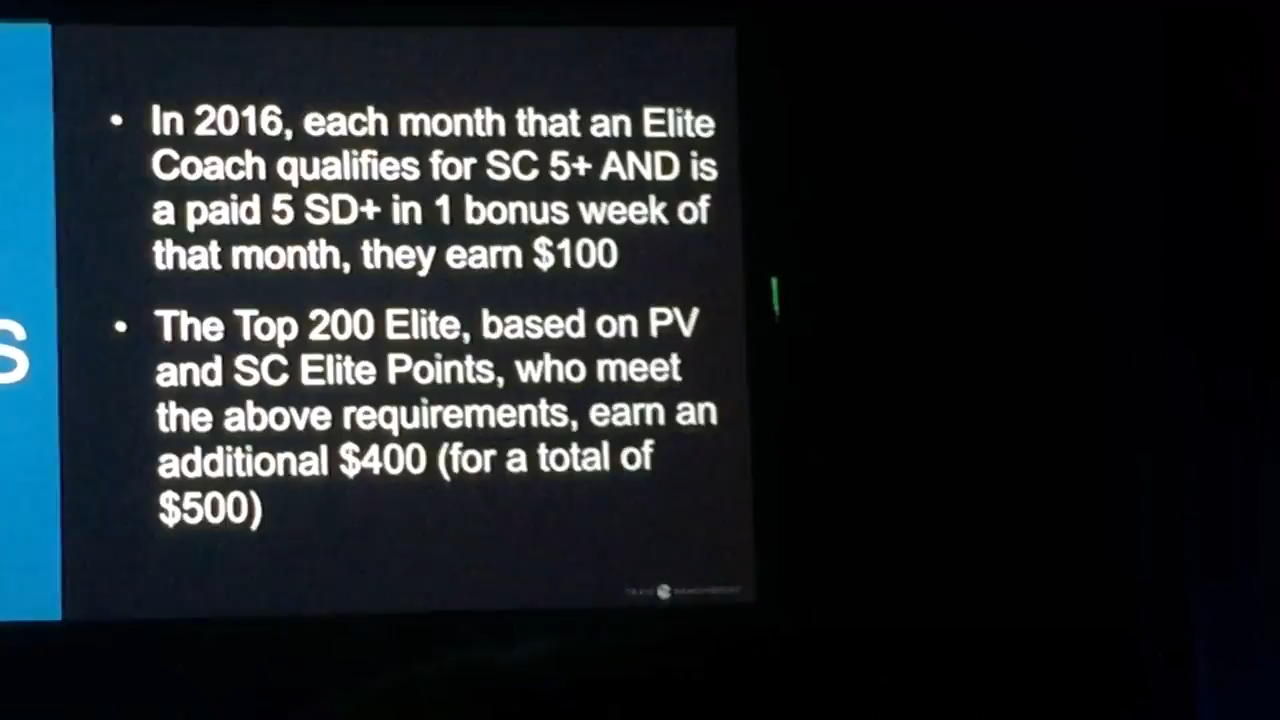 • In 2016, each month that an Elite
Coach qualifies for SC 5+ AND is
a paid 5 SD+ in 1 bonus week of
that month, they earn $100
• The Top 200 Elite, based on PV
and SC Elite Points, who meet
the above requirements, earn an
additional $400 (for a total of
$500)
s